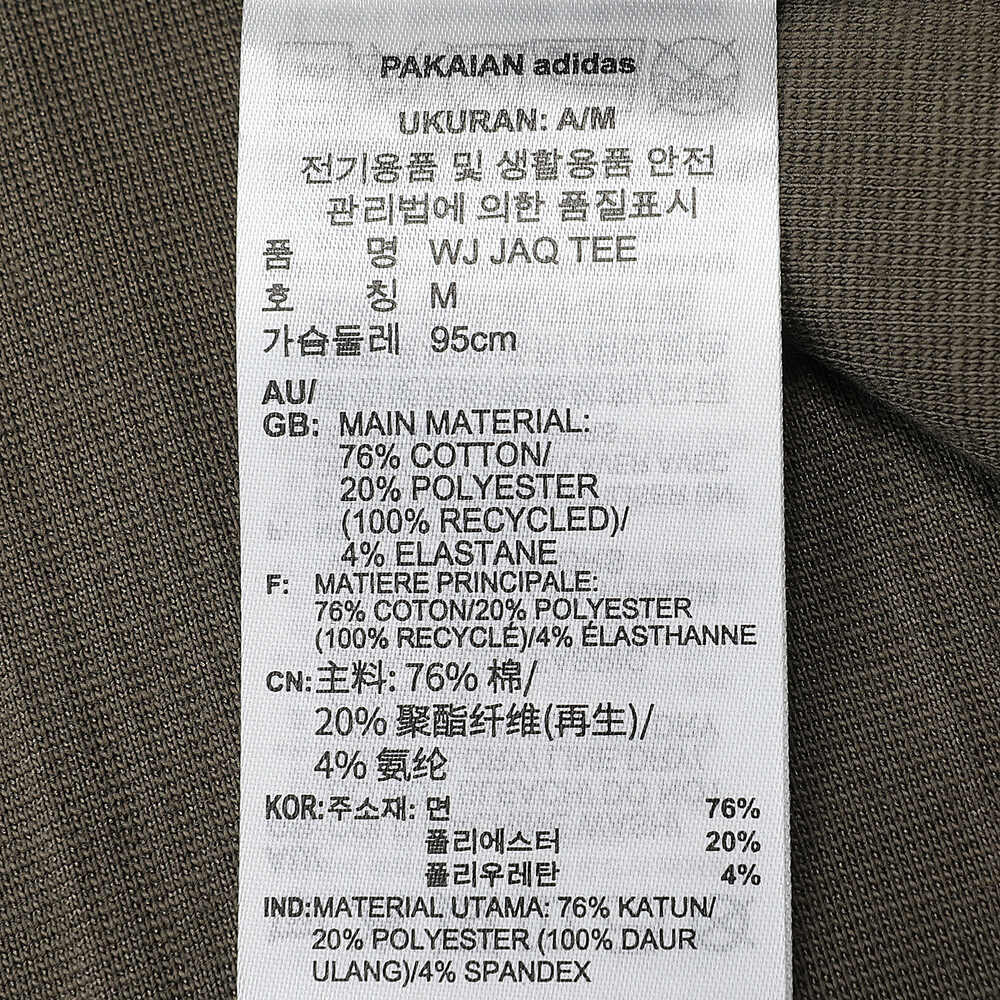 PAKAIAN adidas
UKURAN: A/M
전기용품 및 생활용품 안전
관리법에 의한 품질표시
품 명 WJ JAQ TEE
호 칭 M
가슴둘레 95cm
AU/
GB: MAIN MATERIAL:
76% COTTON/
20% POLYESTER
(100% RECYCLED)/
4% ELASTANE
F: MATIERE PRINCIPALE:
76% COTON/20% POLYESTER
(100% RECYCLÉ)/4% ÉLASTHANNE
CN: 主料: 76% 棉/
20% 聚酯纤维(再生)/
4% 氨纶
KOR: 주소재: 면 76%
폴리에스터 20%
폴리우레탄 4%
IND: MATERIAL UTAMA: 76% KATUN/
20% POLYESTER (100% DAUR
ULANG)/4% SPANDEX